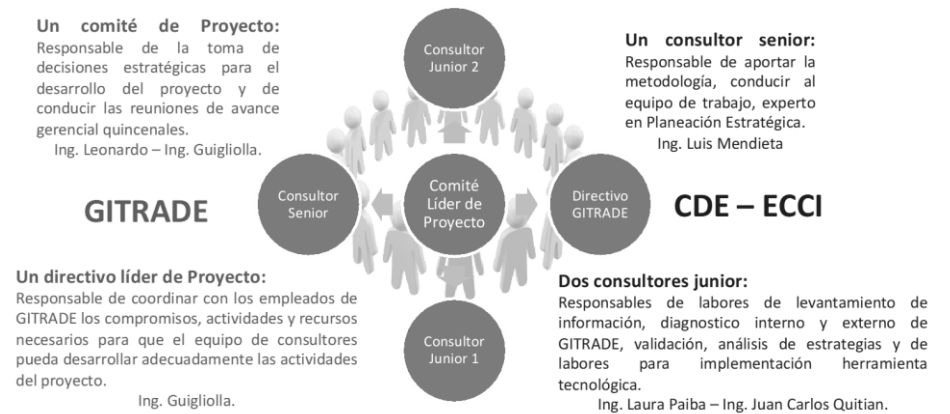 Un comité de Proyecto:
Responsable de la toma de
decisiones estratégicas para el
desarrollo del proyecto y de
conducir las reuniones de avance
gerencial quincenales.
Ing. Leonardo – Ing. Guigliolla.
Consultor
Junior 2
Un consultor senior:
Responsable de aportar la
metodología, conducir al
equipo de trabajo, experto
en Planeación Estratégica.
Ing. Luis Mendieta
GITRADE
Consultor
Senior
Comité
Líder de
Proyecto
Directivo
GITRADE
CDE – ECCI
Un directivo líder de Proyecto:
Responsable de coordinar con los empleados de
GITRADE los compromisos, actividades y recursos
necesarios para que el equipo de consultores
pueda desarrollar adecuadamente las actividades
del proyecto.
Ing. Guigliolla.
Consultor
Junior 1
Dos consultores junior:
Responsables de labores de levantamiento de
información, diagnostico interno y externo de
GITRADE, validación, análisis de estrategias y de
labores para implementación herramienta
tecnológica.
Ing. Laura Paiba – Ing. Juan Carlos Quitian.